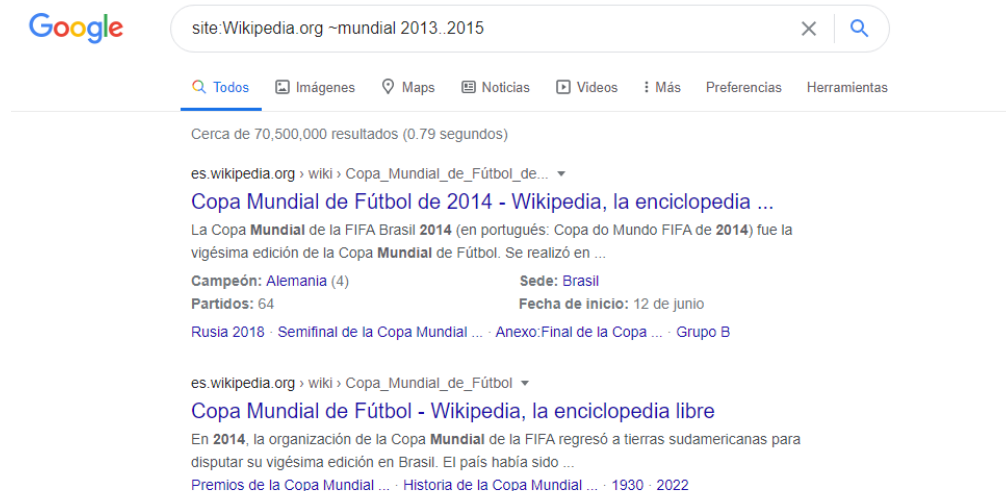 Google
site:Wikipedia.org ~mundial 2013..2015
Todos Imágenes Maps Noticias Videos Más Preferencias Herramientas
Cerca de 70,500,000 resultados (0.79 segundos)
es.wikipedia.org › wiki › Copa_Mundial_de_Fútbol_de...
Copa Mundial de Fútbol de 2014 - Wikipedia, la enciclopedia ...
La Copa Mundial de la FIFA Brasil 2014 (en portugués: Copa do Mundo FIFA de 2014) fue la
vigésima edición de la Copa Mundial de Fútbol. Se realizó en ...
Campeón: Alemania (4) Sede: Brasil
Partidos: 64 Fecha de inicio: 12 de junio
Rusia 2018 · Semifinal de la Copa Mundial ... · Anexo:Final de la Copa ... · Grupo B
es.wikipedia.org › wiki › Copa_Mundial_de_Fútbol
Copa Mundial de Fútbol - Wikipedia, la enciclopedia libre
En 2014, la organización de la Copa Mundial de la FIFA regresó a tierras sudamericanas para
disputar su vigésima edición en Brasil. El país había sido ...
Premios de la Copa Mundial ... · Historia de la Copa Mundial ... · 1930 · 2022